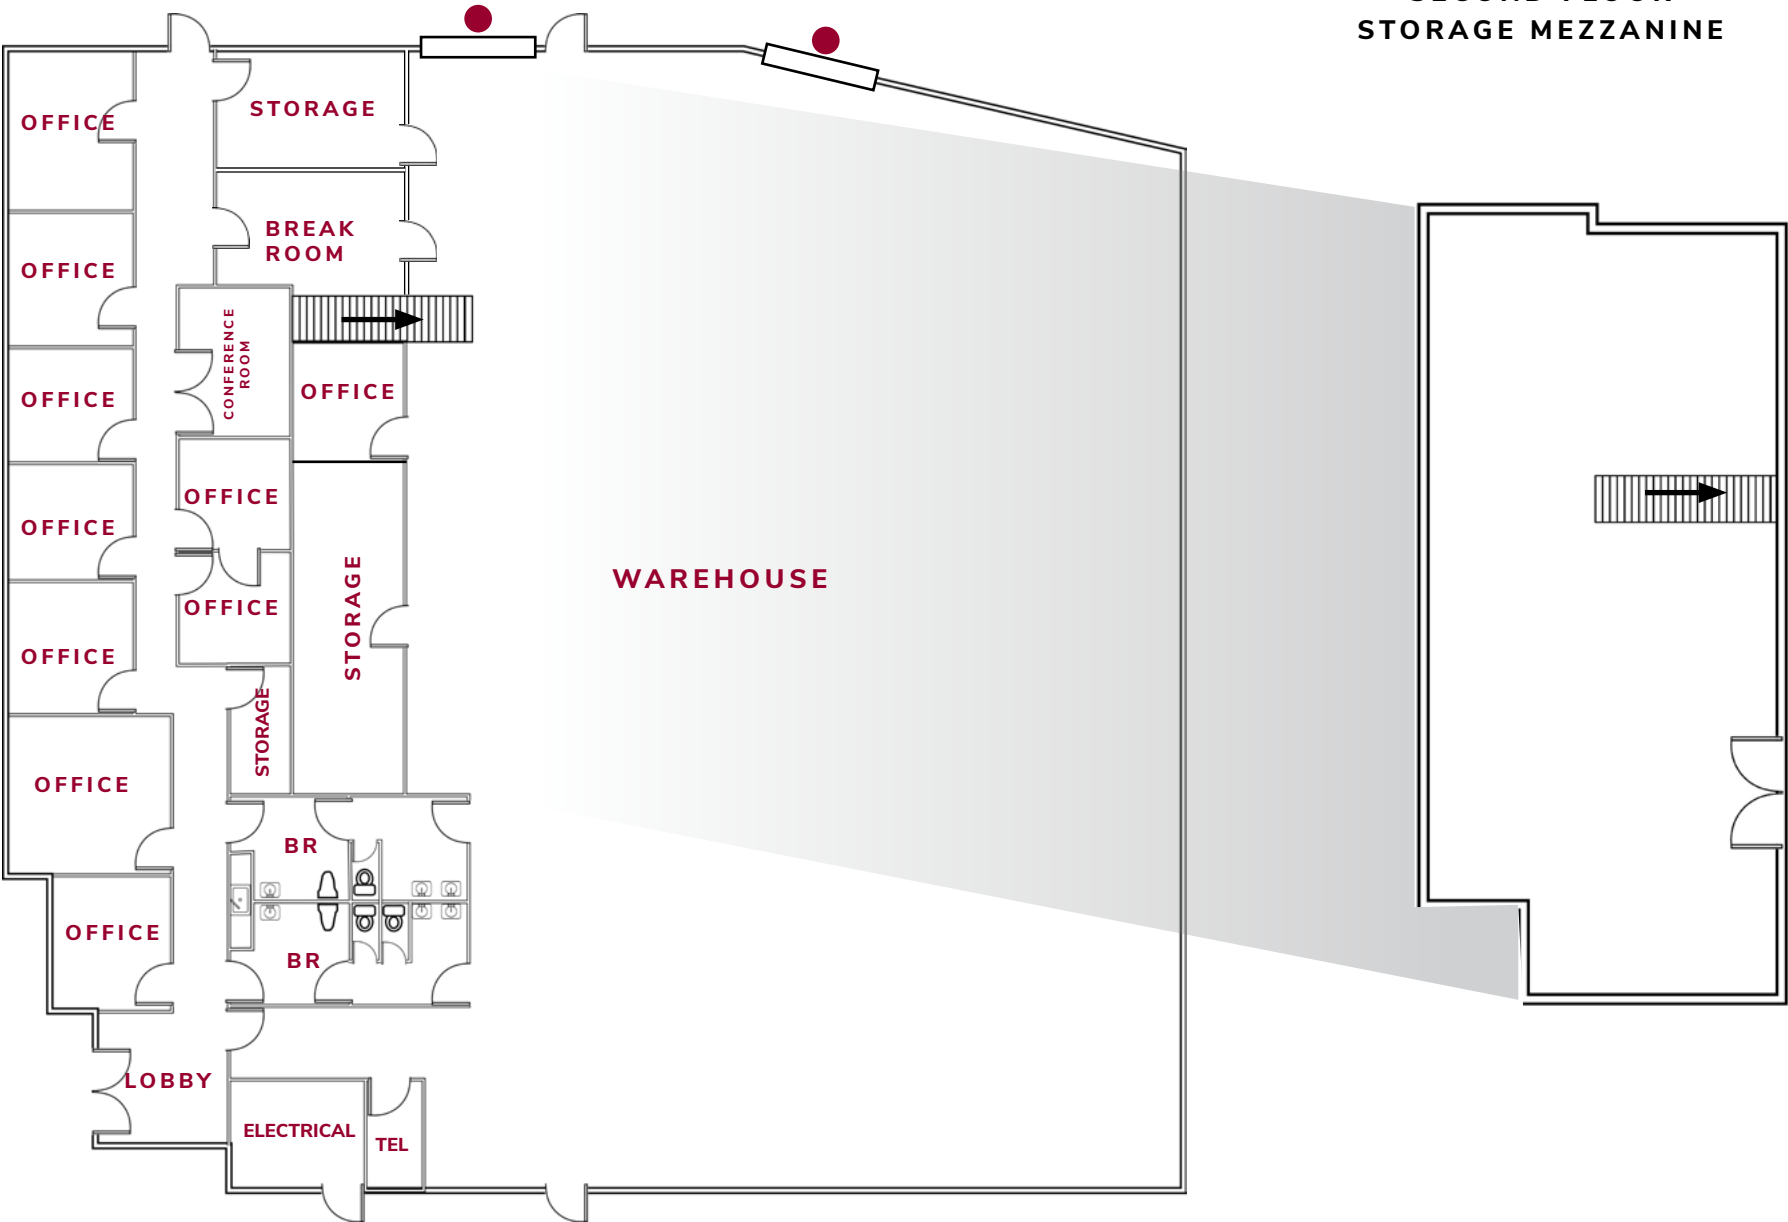 STORAGE MEZZANINE
OFFICE
STORAGE
BREAK
ROOM
OFFICE
CONFERENCE
ROOM
OFFICE
OFFICE
OFFICE
OFFICE
WAREHOUSE
OFFICE
STORAGE
OFFICE
STORAGE
OFFICE
BR
OFFICE
BR
LOBBY
ELECTRICAL
TEL